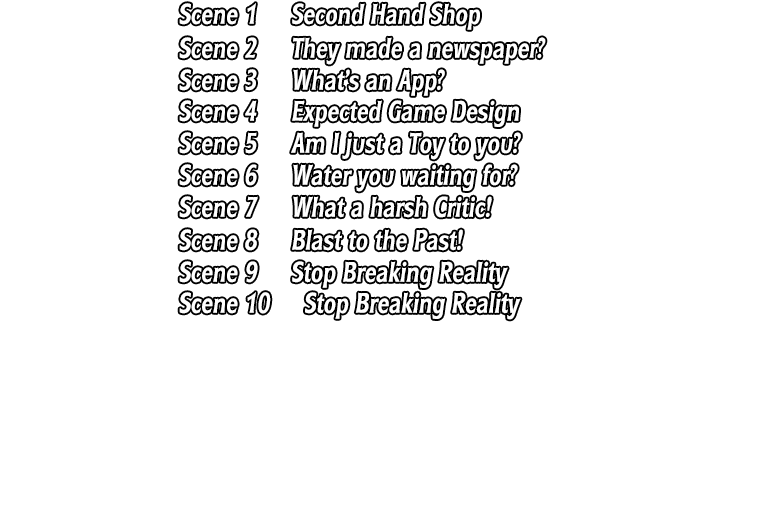 Scene 1 Second Hand Shop
Scene 2 They made a newspaper?
Scene 3 What's an App?
Scene 4 Expected Game Design
Scene 5 Am I just a Toy to you?
Scene 6 Water you waiting for?
Scene 7 What a harsh Critic!
Scene 8 Blast to the Past!
Scene 9 Stop Breaking Reality
Scene 10 Stop Breaking Reality